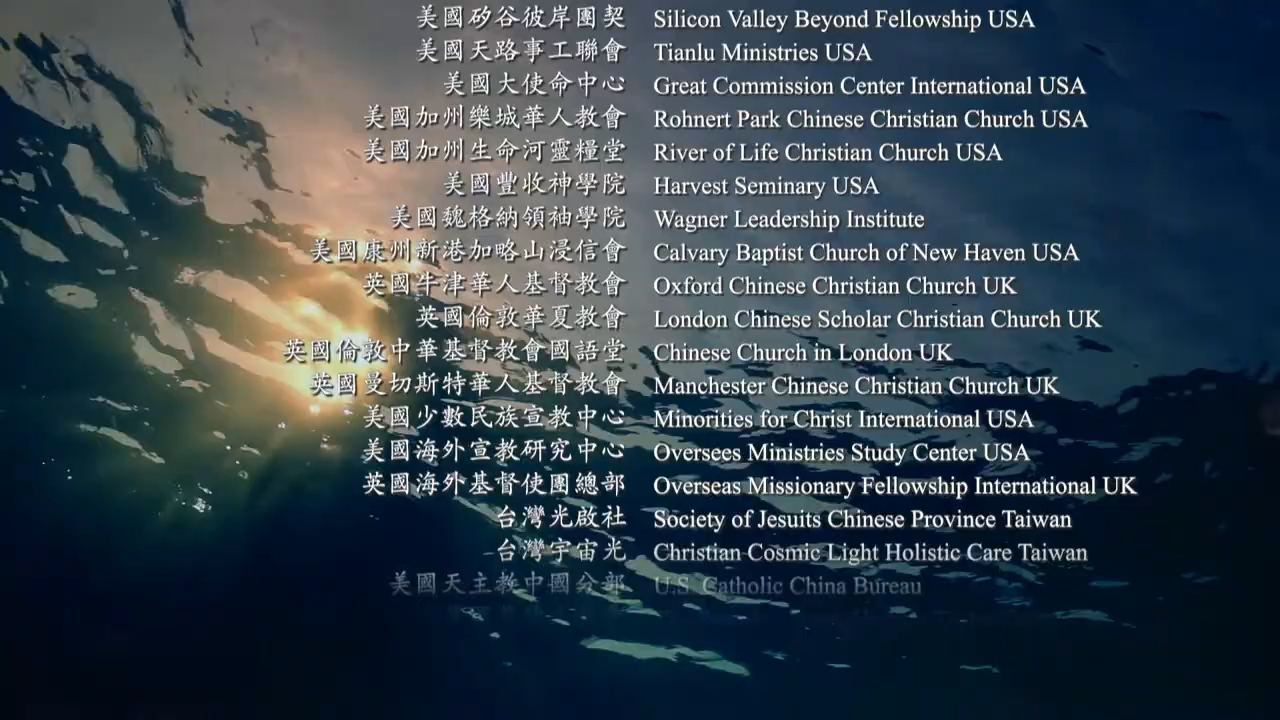 美國矽谷彼岸團契 Silicon Valley Beyond Fellowship USA
美國天路事工聯會 Tianlu Ministries USA
美國大使命中心 Great Commission Center International USA
美國加州樂城華人教會 Rohnert Park Chinese Christian Church USA
美國加州生命河靈糧堂 River of Life Christian Church USA
美國豐收神學院 Harvest Seminary USA
美國魏格納領袖學院 Wagner Leadership Institute
美國康州新港加略山浸信會 Calvary Baptist Church of New Haven USA
英國牛津華人基督教會 Oxford Chinese Christian Church UK
英國倫敦華夏教會 London Chinese Scholar Christian Church UK
英國倫敦中華基督教會國語堂 Chinese Church in London UK
英國曼切斯特華人基督教會 Manchester Chinese Christian Church UK
美國少數民族宣教中心 Minorities for Christ International USA
美國海外宣教研究中心 Oversees Ministries Study Center USA
英國海外基督使團總部 Overseas Missionary Fellowship International UK
台灣光啟社 Society of Jesuits Chinese Province Taiwan
台灣宇宙光 Christian Cosmic Light Holistic Care Taiwan
美國天主教中國分部 U.S. Catholic China Bureau